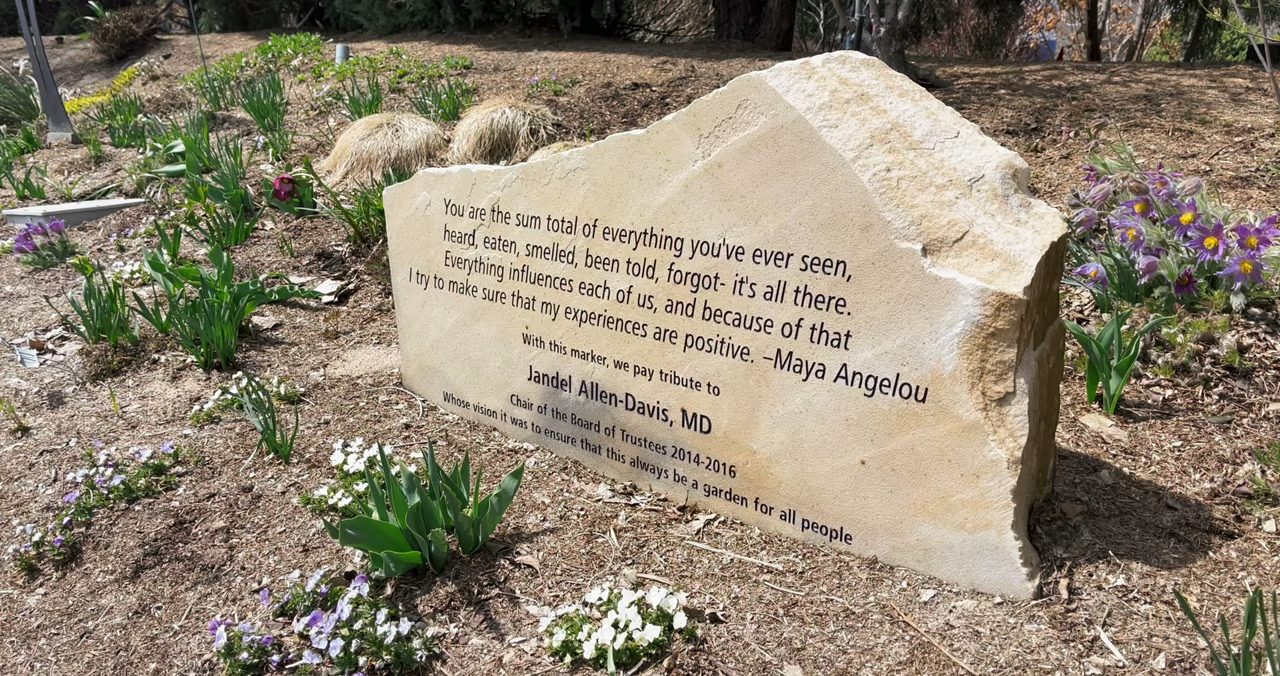 You are the sum total of everything you've ever seen,
heard, eaten, smelled, been told, forgot- it's all there.
Everything influences each of us, and because of that
I try to make sure that my experiences are positive. –Maya Angelou
With this marker, we pay tribute to
Jandel Allen-Davis, MD
Chair of the Board of Trustees 2014-2016
Whose vision it was to ensure that this always be a garden for all people